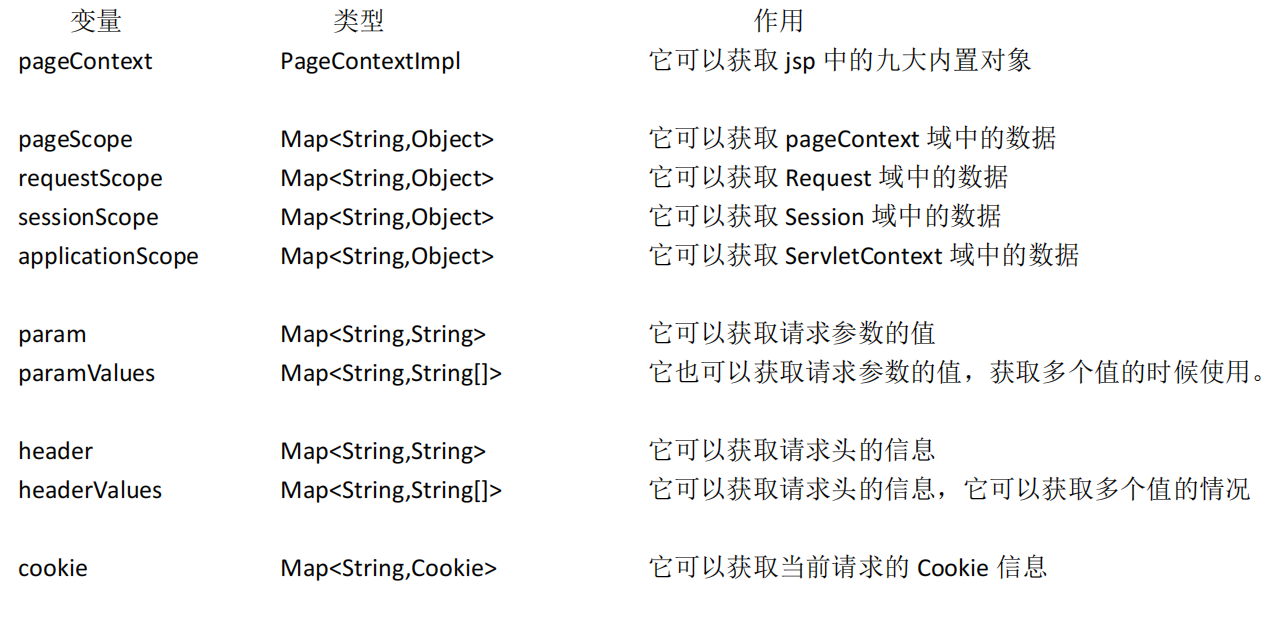 变量 类型 作用
pageContext PageContextImpl 它可以获取 jsp 中的九大内置对象
pageScope Map<String,Object> 它可以获取 pageContext 域中的数据
requestScope Map<String,Object> 它可以获取 Request 域中的数据
sessionScope Map<String,Object> 它可以获取 Session 域中的数据
applicationScope Map<String,Object> 它可以获取 ServletContext 域中的数据
param Map<String,String> 它可以获取请求参数的值
paramValues Map<String,String[]> 它也可以获取请求参数的值，获取多个值的时候使用。
header Map<String,String> 它可以获取请求头的信息
headerValues Map<String,String[]> 它可以获取请求头的信息，它可以获取多个值的情况
cookie Map<String,Cookie> 它可以获取当前请求的 Cookie 信息